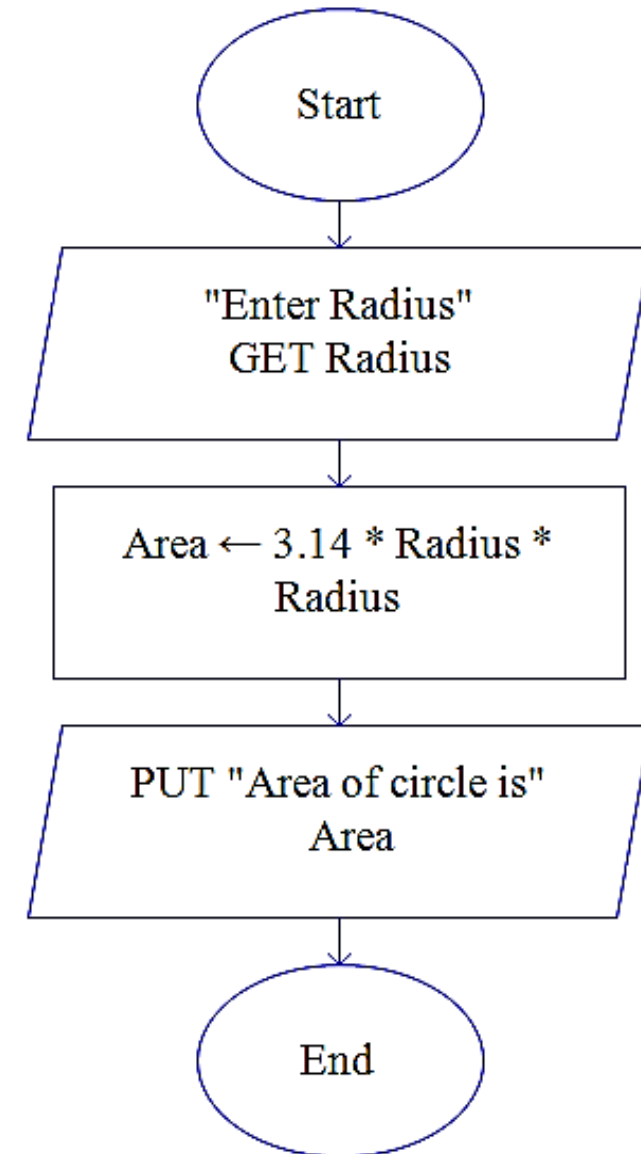 Start
"Enter Radius"
GET Radius
Area ← 3.14 * Radius *
Radius
PUT "Area of circle is"
Area
End